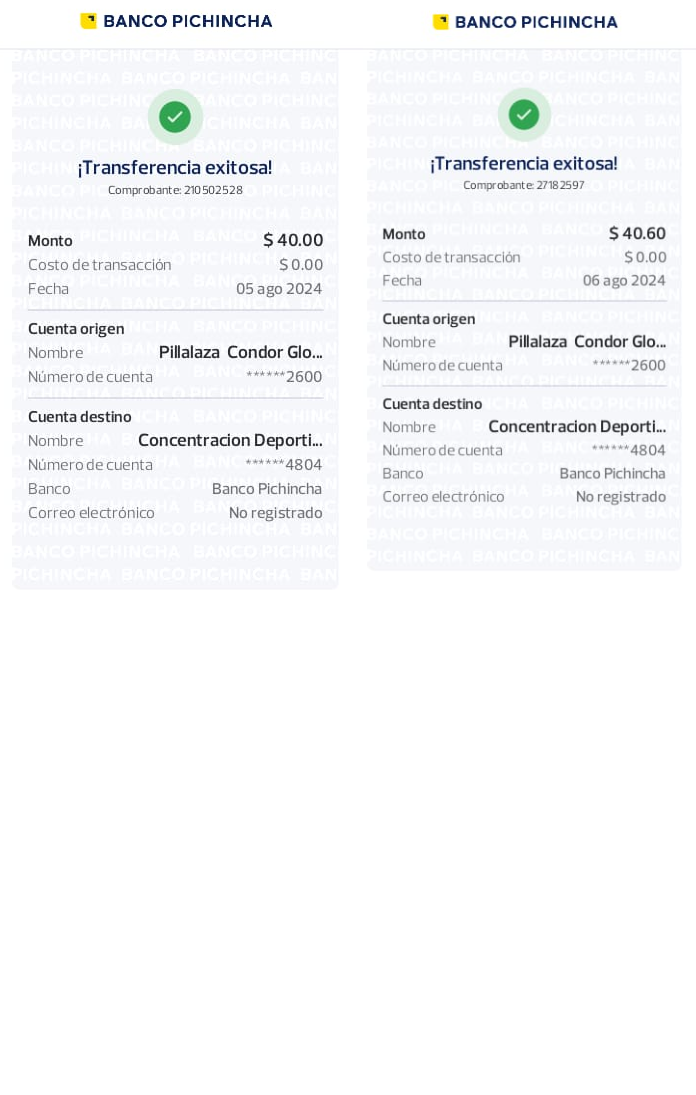 BANCO PICHINCHA
¡Transferencia exitosa!
Comprobante: 210502528
Monto $ 40.00
Costo de transacción $ 0.00
Fecha 05 ago 2024
Cuenta origen
Nombre Pillalaza Condor Glo...
Número de cuenta ******2600
Cuenta destino
Nombre Concentracion Deporti...
Número de cuenta ******4804
Banco Banco Pichincha
Correo electrónico No registrado
BANCO PICHINCHA
¡Transferencia exitosa!
Comprobante: 27182597
Monto $ 40.60
Costo de transacción $ 0.00
Fecha 06 ago 2024
Cuenta origen
Nombre Pillalaza Condor Glo...
Número de cuenta ******2600
Cuenta destino
Nombre Concentracion Deporti...
Número de cuenta ******4804
Banco Banco Pichincha
Correo electrónico No registrado